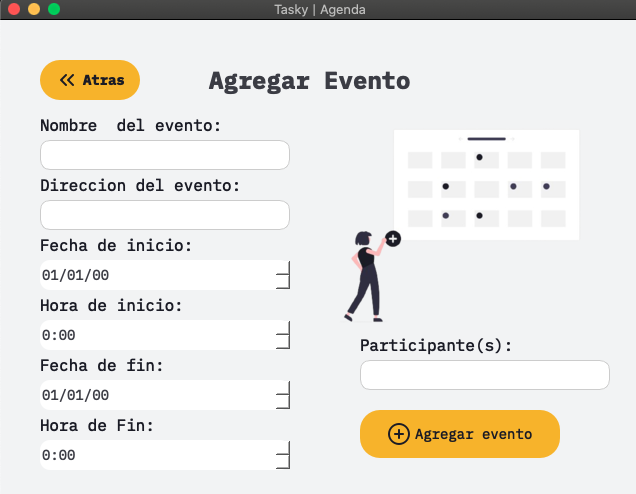 Tasky | Agenda
Atras
Agregar Evento
Nombre  del evento:
Direccion del evento:
Fecha de inicio:
01/01/00
Hora de inicio:
0:00
Fecha de fin:
01/01/00
Hora de Fin:
0:00
Participante(s):
Agregar evento